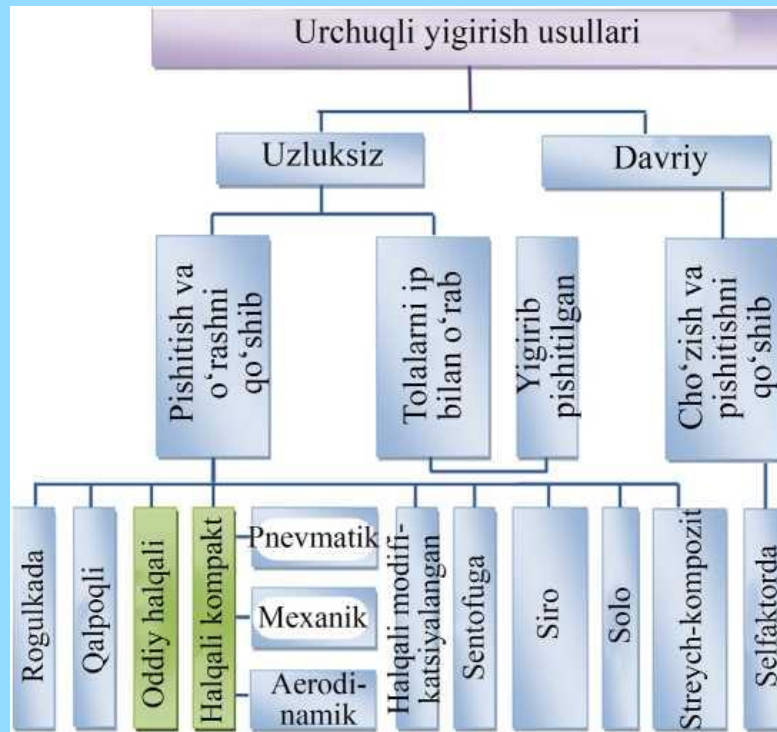 Urchuqli yigirish usullari
Uzluksiz
Davriy
Pishitish va
o‘rashni
qo‘shib
Tolalarni ip
bilan o‘rab
Yigirib
pishitilgan
Cho‘zish va
pishitishni
qo‘shib
Rogulkada
Qalpoqli
Oddiy halqali
Halqali kompakt
Pnevmatik
Mexanik
Aerodi-
namik
Halqali modifi-
katsiyalangan
Sentofuga
Siro
Solo
Streych-kompozit
Selfaktorda